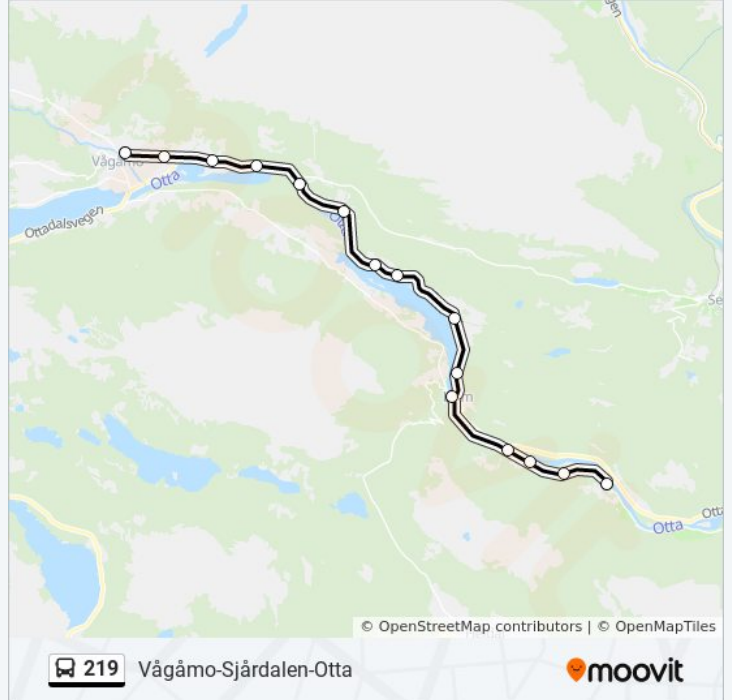 Vågåmo
Otta
Ottadalsvegen
Otta
Otta
© OpenStreetMap contributors | © OpenMapTiles
219 Vågåmo-Sjårdalen-Otta
moovit